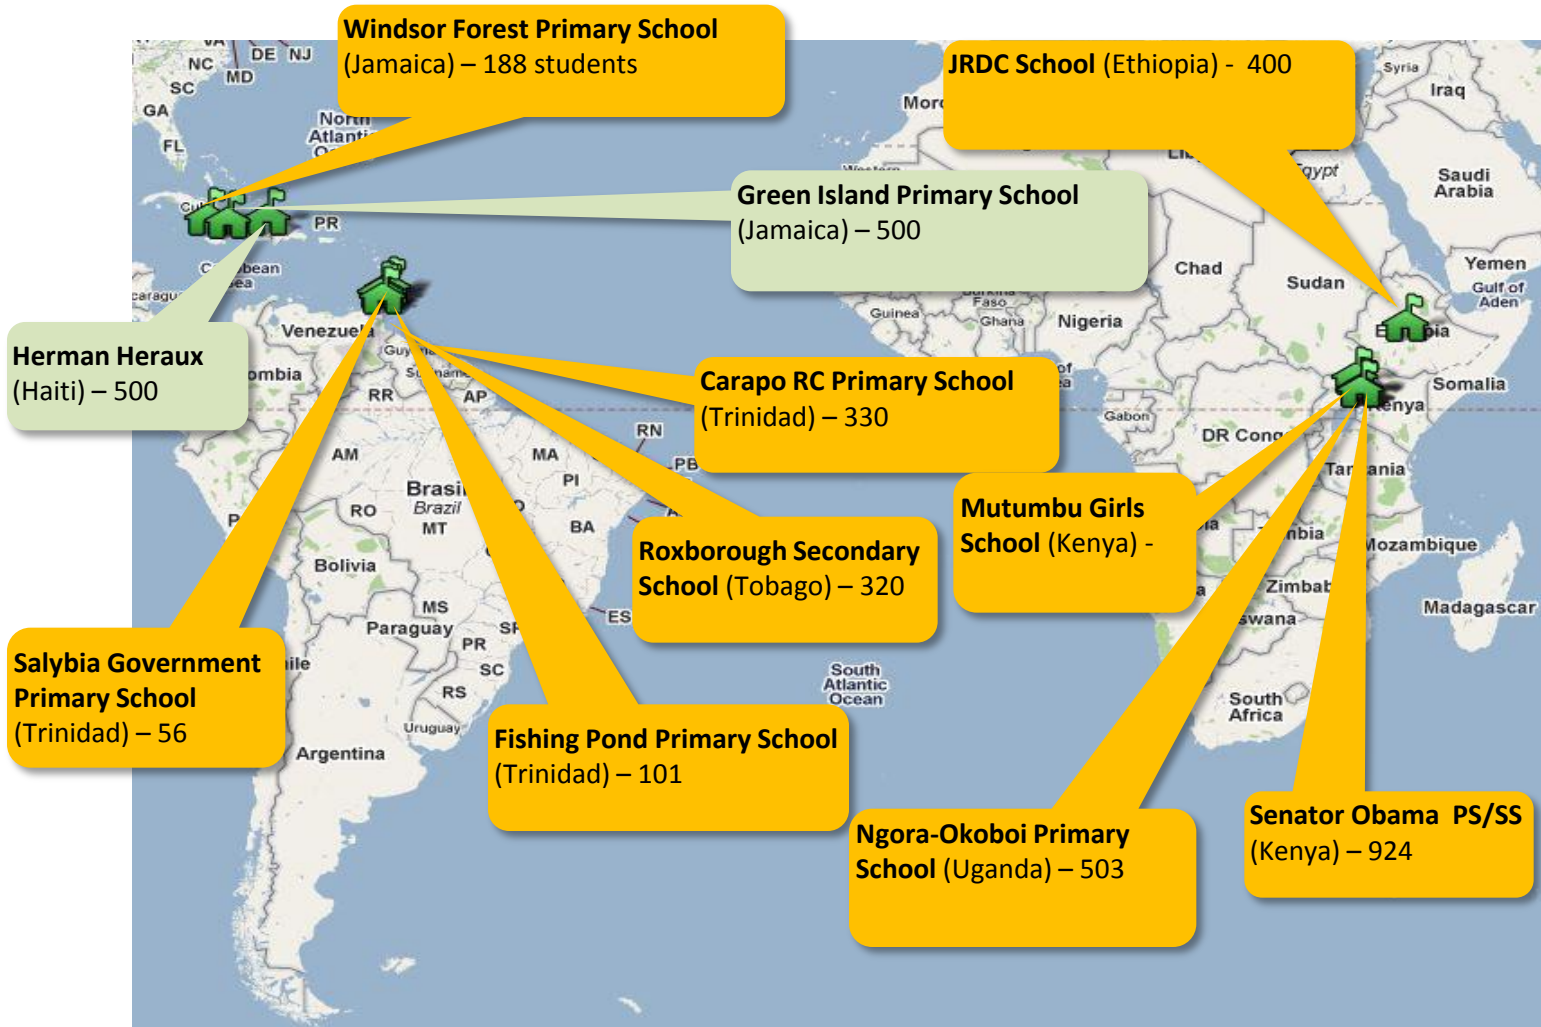 Windsor Forest Primary School
(Jamaica) – 188 students
JRDC School (Ethiopia) - 400
Green Island Primary School
(Jamaica) – 500
Herman Heraux
(Haiti) – 500
Carapo RC Primary School
(Trinidad) – 330
Mutumbu Girls
School (Kenya) -
Roxborough Secondary
School (Tobago) – 320
Salybia Government
Primary School
(Trinidad) – 56
Fishing Pond Primary School
(Trinidad) – 101
Ngora-Okoboi Primary
School (Uganda) – 503
Senator Obama PS/SS
(Kenya) – 924
DE NJ
NC
MD
SC
GA
FL
North
PR
Venezuela
RR
AP
AM
RN
PB
MA
PI
Brasil
Brazil
RO
MT
BA
Bolivia
MS
ES
Paraguay
PR
SC
RS
Uruguay
Argentina
South
Atlantic
Ocean
Syria
Iraq
Saudi
Arabia
Chad
Sudan
Yemen
Gulf of
Aden
Guinea
Ghana
Nigeria
Somalia
Gabon
Mozambique
Madagascar
South
Africa